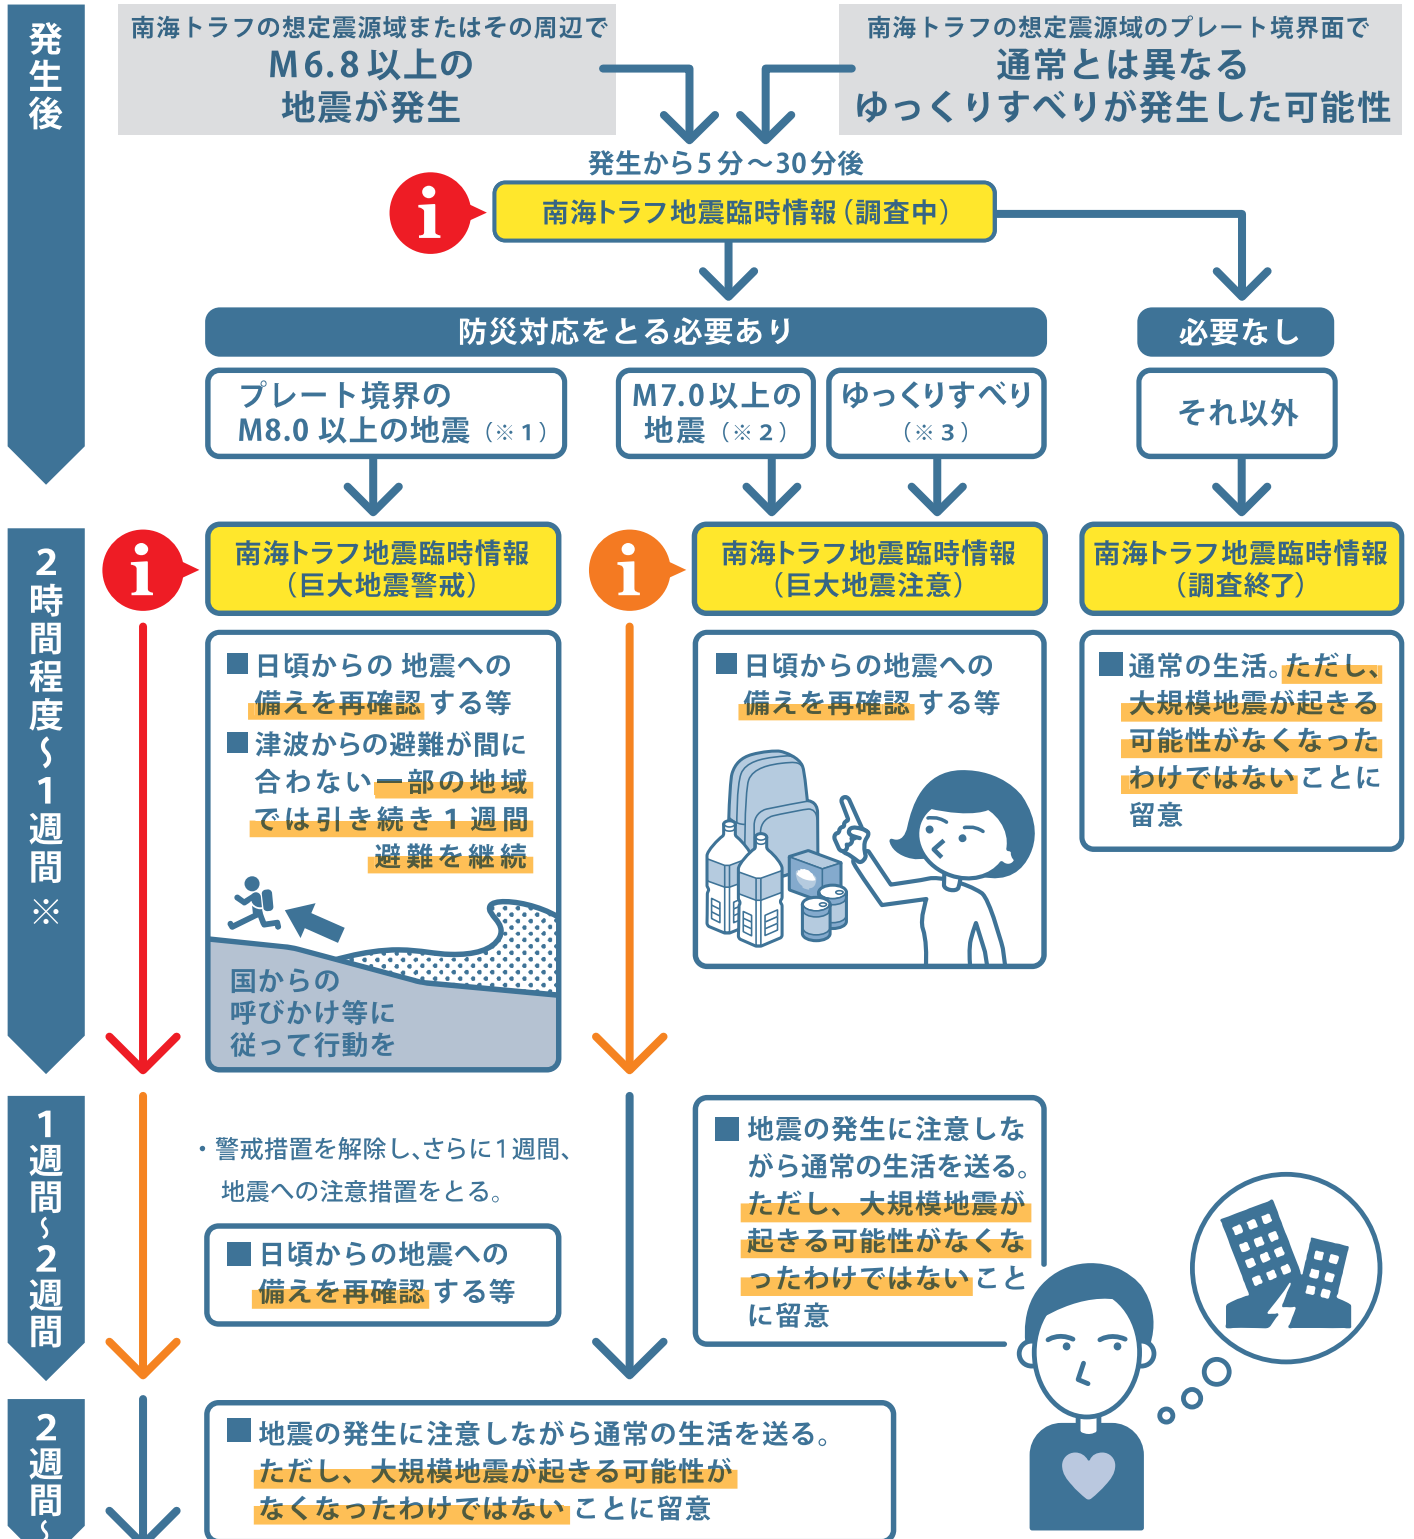 発生後
南海トラフの想定震源域またはその周辺で
M6.8以上の
地震が発生
南海トラフの想定震源域のプレート境界面で
通常とは異なる
ゆっくりすべりが発生した可能性
発生から5分～30分後
i
南海トラフ地震臨時情報（調査中）
防災対応をとる必要あり
必要なし
プレート境界の
M8.0 以上の地震（※1）
M7.0以上の
地震（※2）
ゆっくりすべり
（※3）
それ以外
2時間程度～1週間※
i
南海トラフ地震臨時情報
（巨大地震警戒）
i
南海トラフ地震臨時情報
（巨大地震注意）
南海トラフ地震臨時情報
（調査終了）
■日頃からの 地震への
備えを再確認 する等
■津波からの避難が間に
合わない一部の地域
では引き続き1週間
避難を継続
国からの
呼びかけ等に
従って行動を
■日頃からの地震への
備えを再確認 する等
■通常の生活。ただし、
大規模地震が起きる
可能性がなくなった
わけではないことに
留意
1週間～2週間
・警戒措置を解除し、さらに1週間、
地震への注意措置をとる。
■日頃からの地震への
備えを再確認 する等
■地震の発生に注意しな
がら通常の生活を送る。
ただし、大規模地震が
起きる可能性がなくな
ったわけではないこと
に留意
2週間～
■地震の発生に注意しながら通常の生活を送る。
ただし、大規模地震が起きる可能性が
なくなったわけではない ことに留意